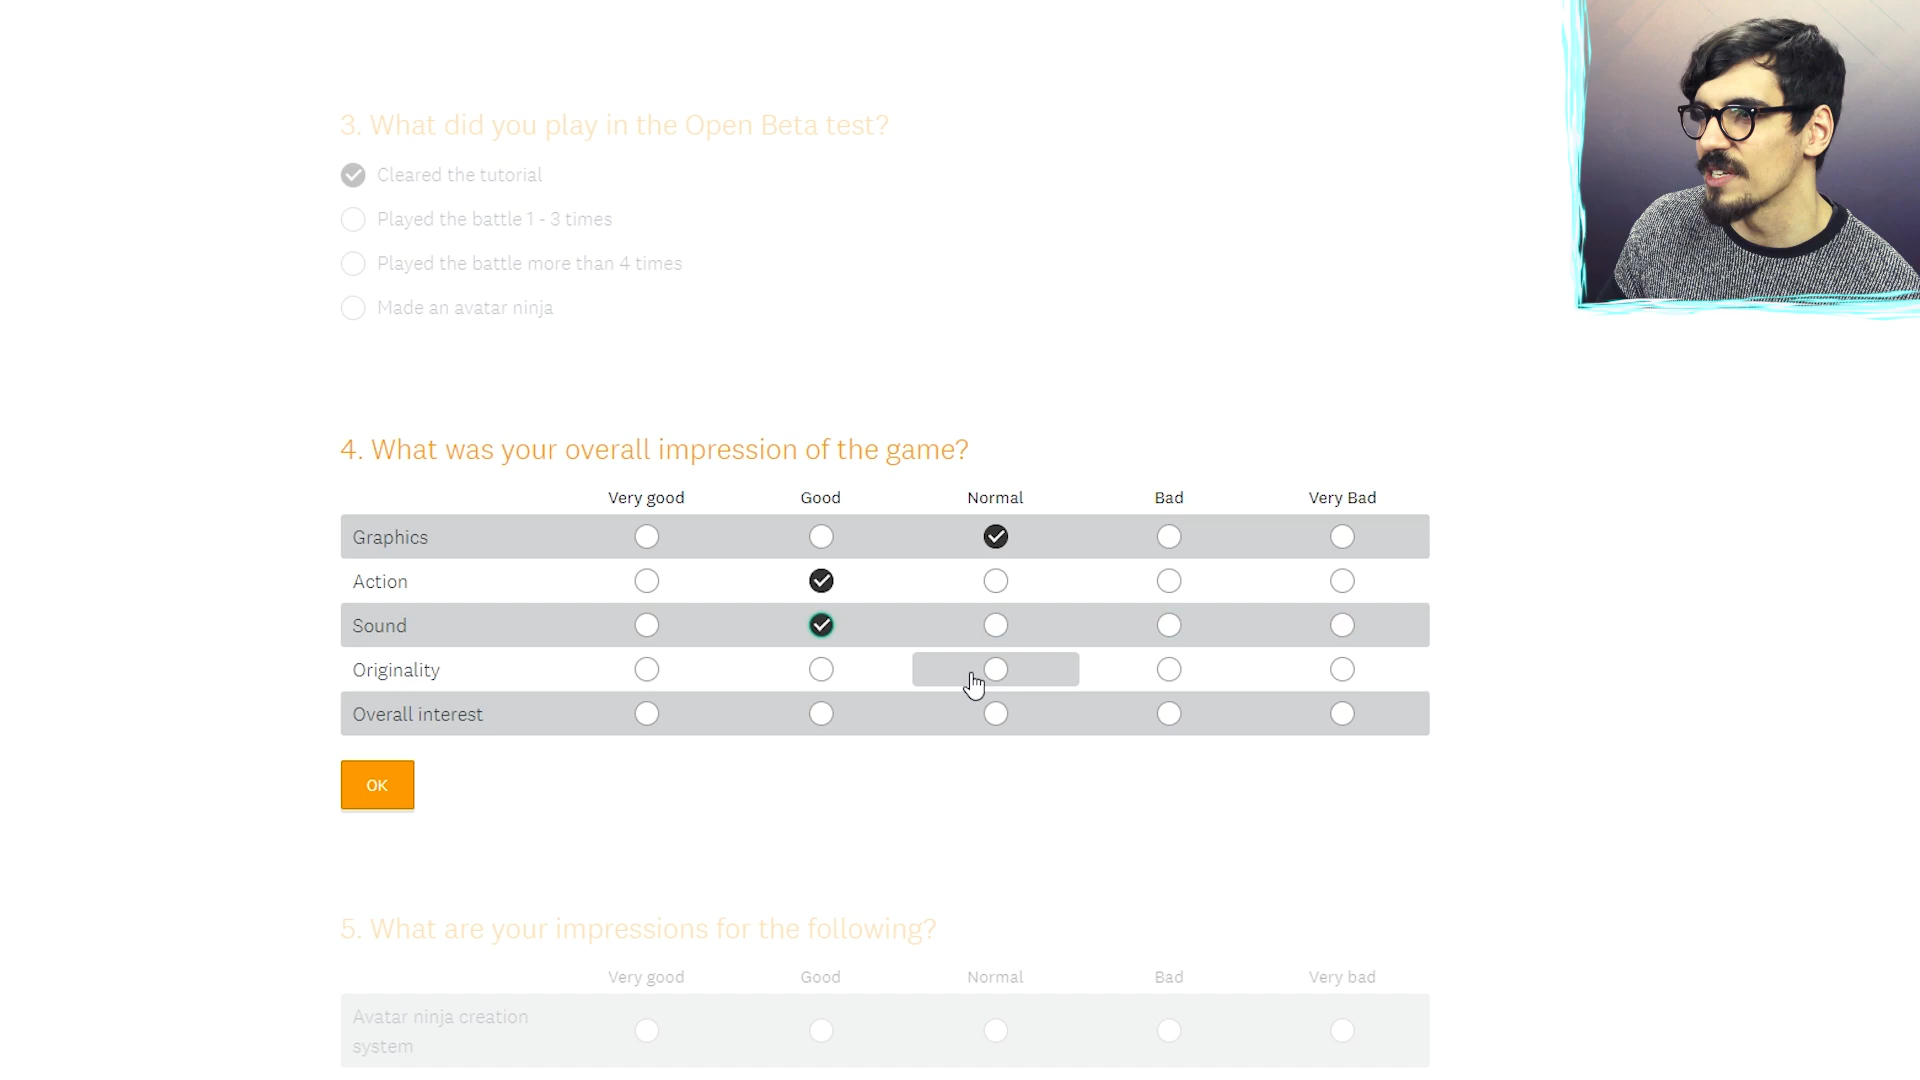 3. What did you play in the Open Beta test?
Cleared the tutorial
Played the battle 1 - 3 times
Played the battle more than 4 times
Made an avatar ninja
4. What was your overall impression of the game?
Very good Good Normal Bad Very Bad
Graphics
Action
Sound
Originality
Overall interest
OK
5. What are your impressions for the following?
Very good Good Normal Bad Very bad
Avatar ninja creation
system